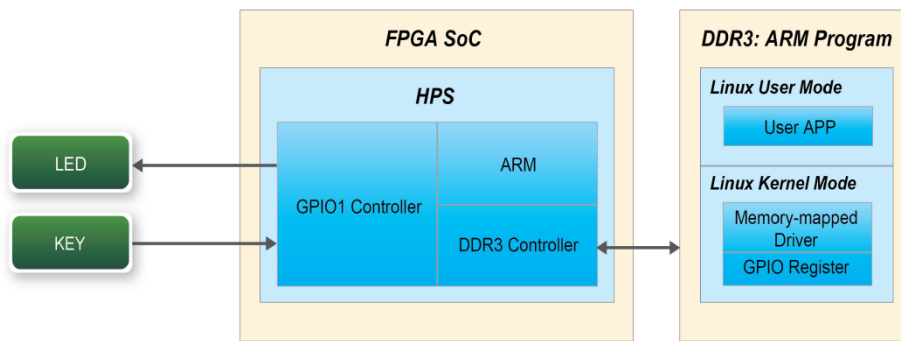 FPGA SoC
HPS
LED
KEY
GPIO1 Controller
ARM
DDR3 Controller
DDR3: ARM Program
Linux User Mode
User APP
Linux Kernel Mode
Memory-mapped
Driver
GPIO Register